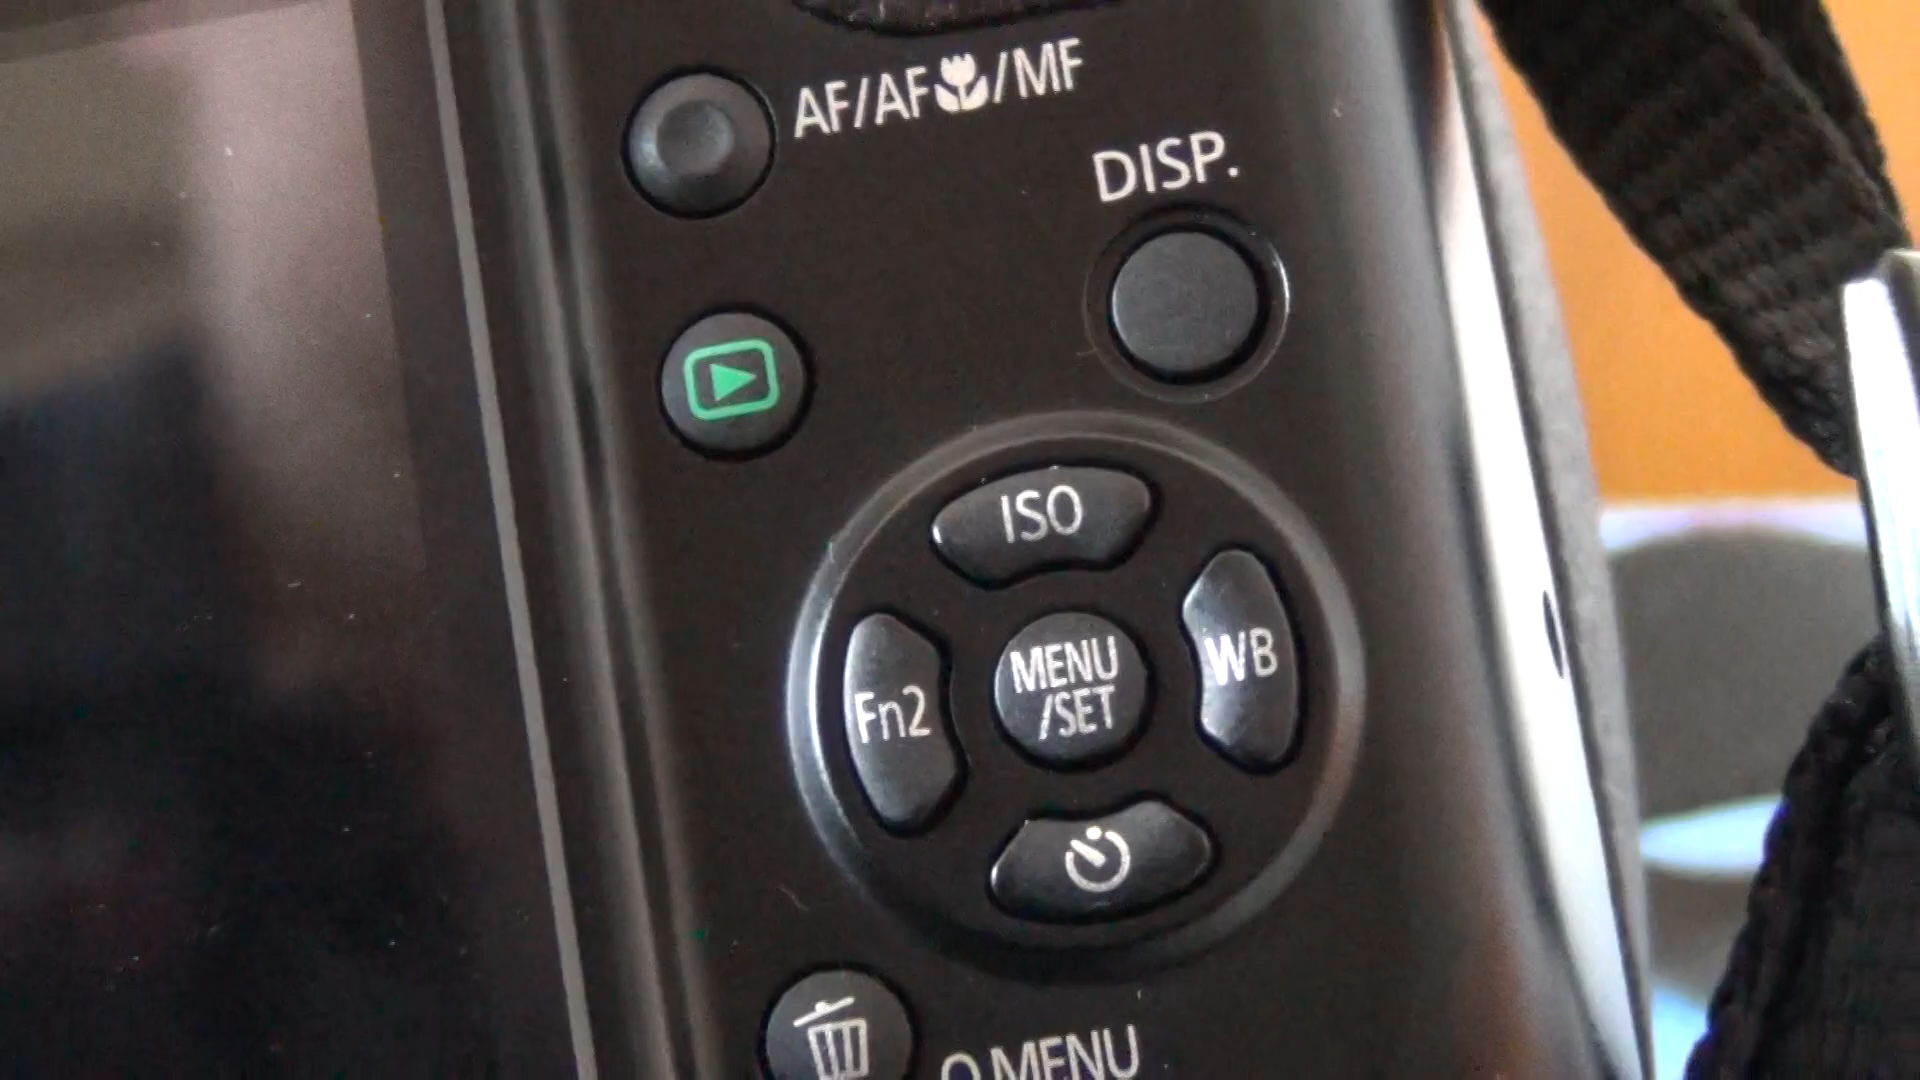 AF/AF/MF
DISP.
ISO
Fn2
MENU
/SET
WB
Q.MENU